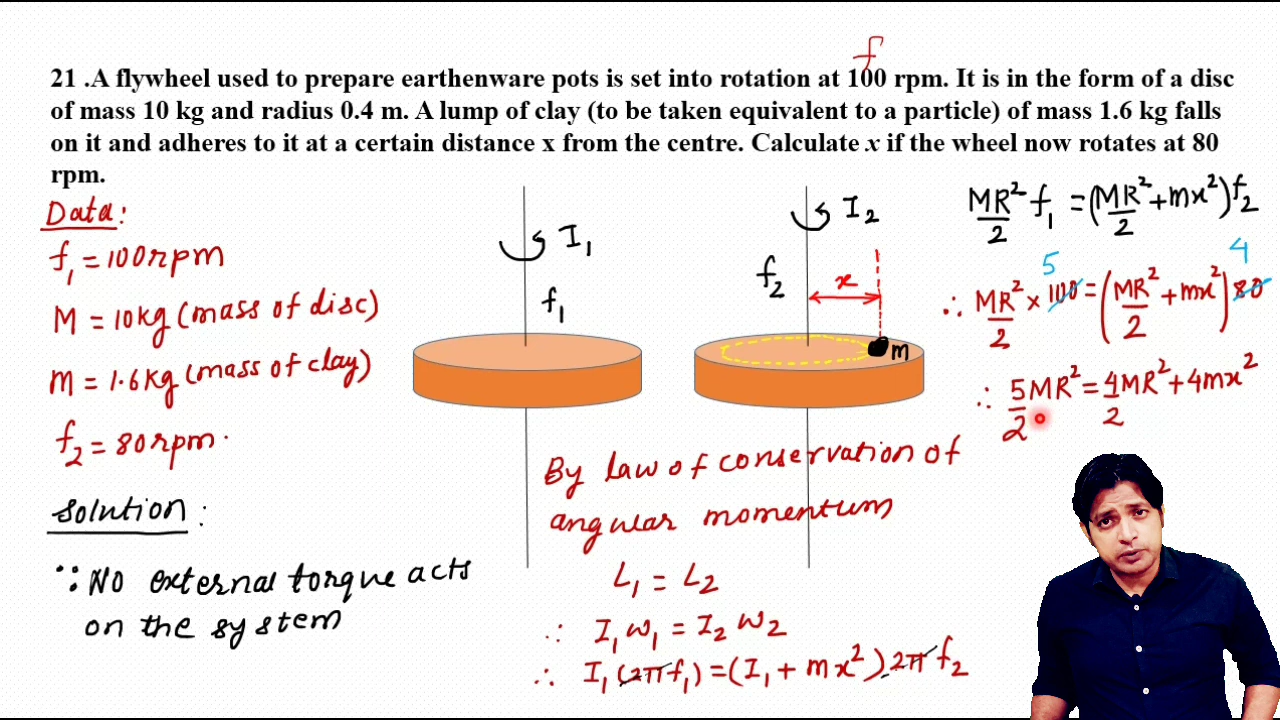 f
21 .A flywheel used to prepare earthenware pots is set into rotation at 100 rpm. It is in the form of a disc
of mass 10 kg and radius 0.4 m. A lump of clay (to be taken equivalent to a particle) of mass 1.6 kg falls
on it and adheres to it at a certain distance x from the centre. Calculate x if the wheel now rotates at 80
rpm.
Data:
f₁ = 100rpm
M = 10kg (mass of disc)
m = 1.6kg (mass of clay)
f₂ = 80rpm.
Solution:
∵ No external torque acts
on the system
I₁
f₁
I₂
f₂
x
m
By law of conservation of
angular momentum
L₁ = L₂
∴ I₁ω₁ = I₂ω₂
∴ I₁(2πf₁) = (I₁ + mx²).2πf₂
MR²/2 f₁ = (MR²/2 + mx²)f₂
5 4
∴ MR²/2 × 100 = (MR²/2 + mx²)80
∴ 5/2 MR² = 4/2 MR² + 4mx²